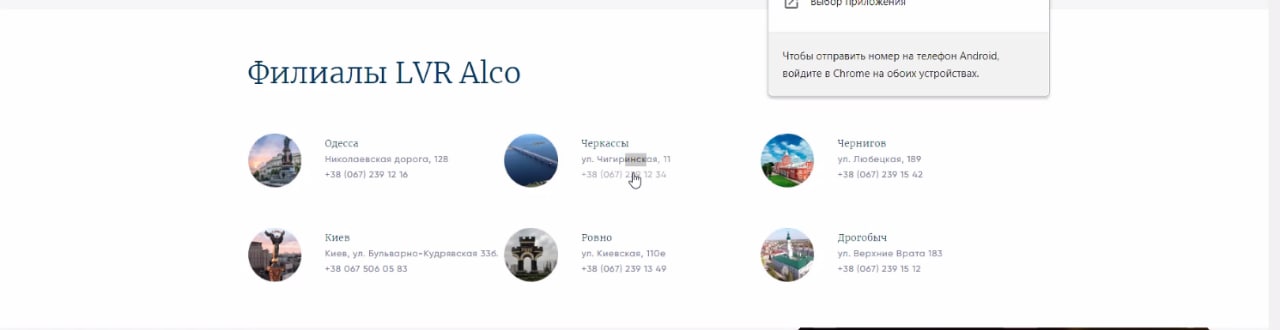 Выбор приложения
Чтобы отправить номер на телефон Android,
войдите в Chrome на обоих устройствах.
Филиалы LVR Alco
Одесса
Николаевская дорога, 128
+38 (067) 239 12 16
Черкассы
ул. Чигиринская, 11
+38 (067) 12 34
Чернигов
ул. Любецкая, 189
+38 (067) 239 15 42
Киев
Киев, ул. Бульварно-Кудрявская 33б.
+38 067 506 05 83
Ровно
ул. Киевская, 110е
+38 (067) 239 13 49
Дрогобыч
ул. Верхние Врата 183
+38 (067) 239 15 12